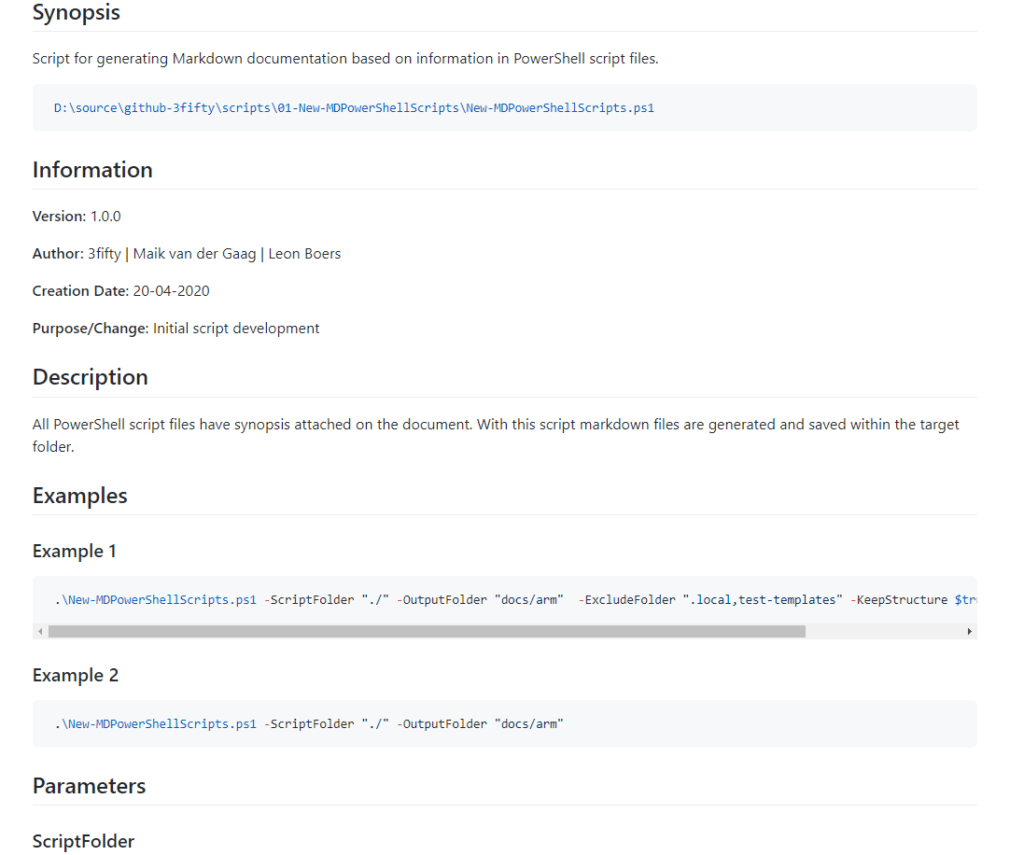 Synopsis
Script for generating Markdown documentation based on information in PowerShell script files.
D:\source\github-3fifty\scripts\01-New-MDPowerShellScripts\New-MDPowerShellScripts.ps1
Information
Version: 1.0.0
Author: 3fifty | Maik van der Gaag | Leon Boers
Creation Date: 20-04-2020
Purpose/Change: Initial script development
Description
All PowerShell script files have synopsis attached on the document. With this script markdown files are generated and saved within the target
folder.
Examples
Example 1
.\New-MDPowerShellScripts.ps1 -ScriptFolder "./" -OutputFolder "docs/arm"  -ExcludeFolder ".local,test-templates" -KeepStructure $tr
Example 2
.\New-MDPowerShellScripts.ps1 -ScriptFolder "./" -OutputFolder "docs/arm"
Parameters
ScriptFolder